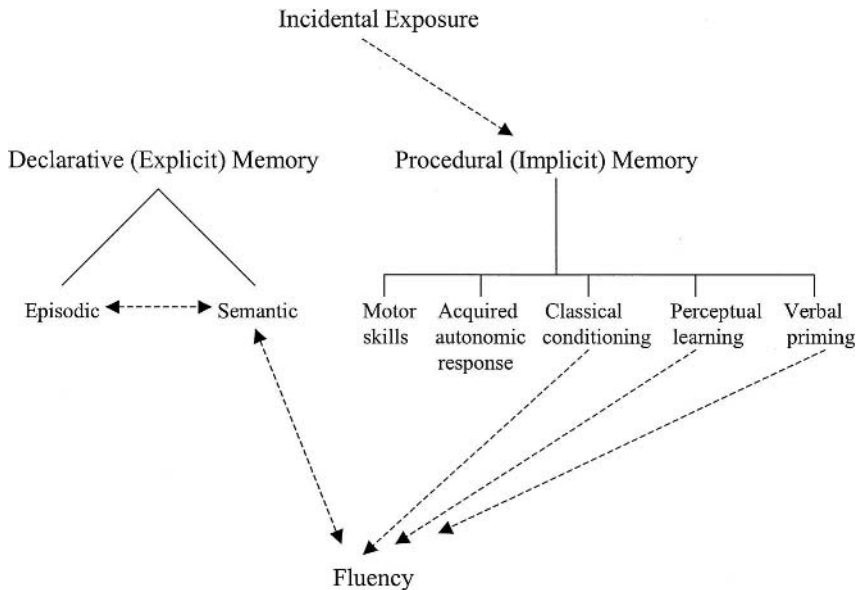 Incidental Exposure
Declarative (Explicit) Memory
Procedural (Implicit) Memory
Episodic
Semantic
Motor
skills
Acquired
autonomic
response
Classical
conditioning
Perceptual
learning
Verbal
priming
Fluency